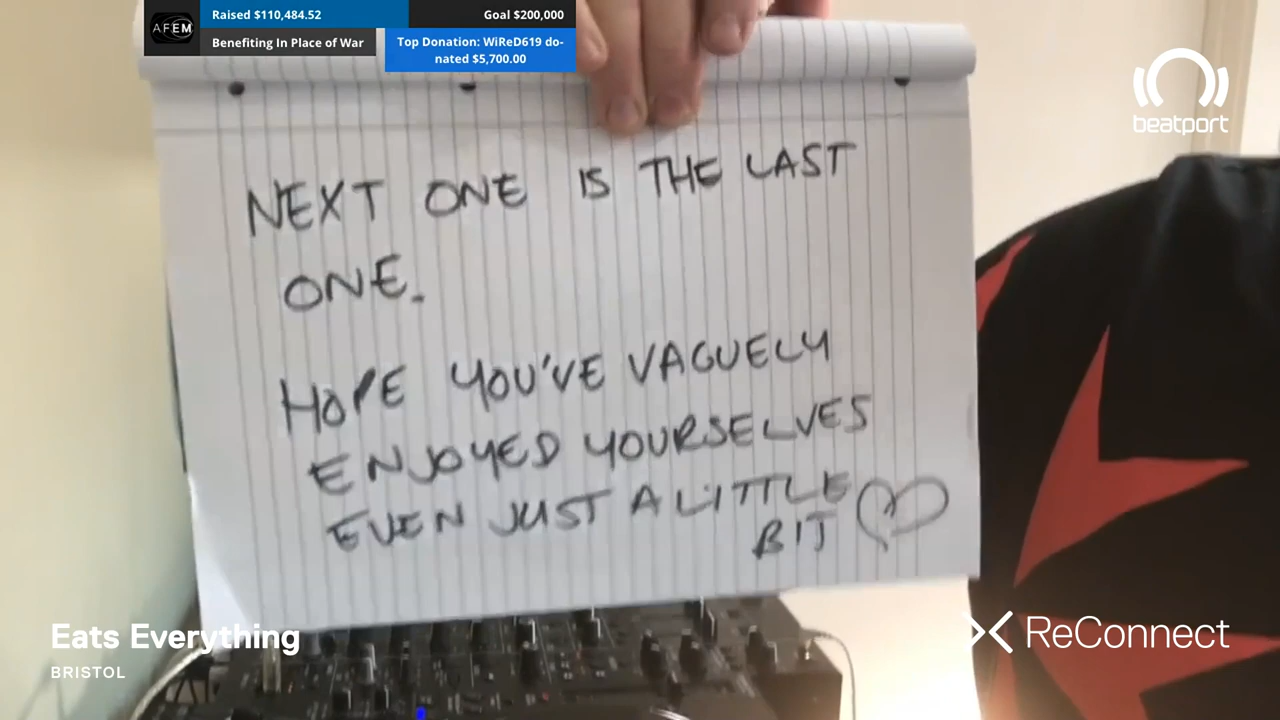 Raised $110,484.52
Goal $200,000
AFEM
Benefiting In Place of War
Top Donation: WiReD619 do-
nated $5,700.00
beatport
NEXT ONE IS THE LAST
ONE.
HOPE YOU'VE VAGUELY
ENJOYED YOURSELVES
EVEN JUST A LITTLE
BIT
Eats Everything
BRISTOL
ReConnect